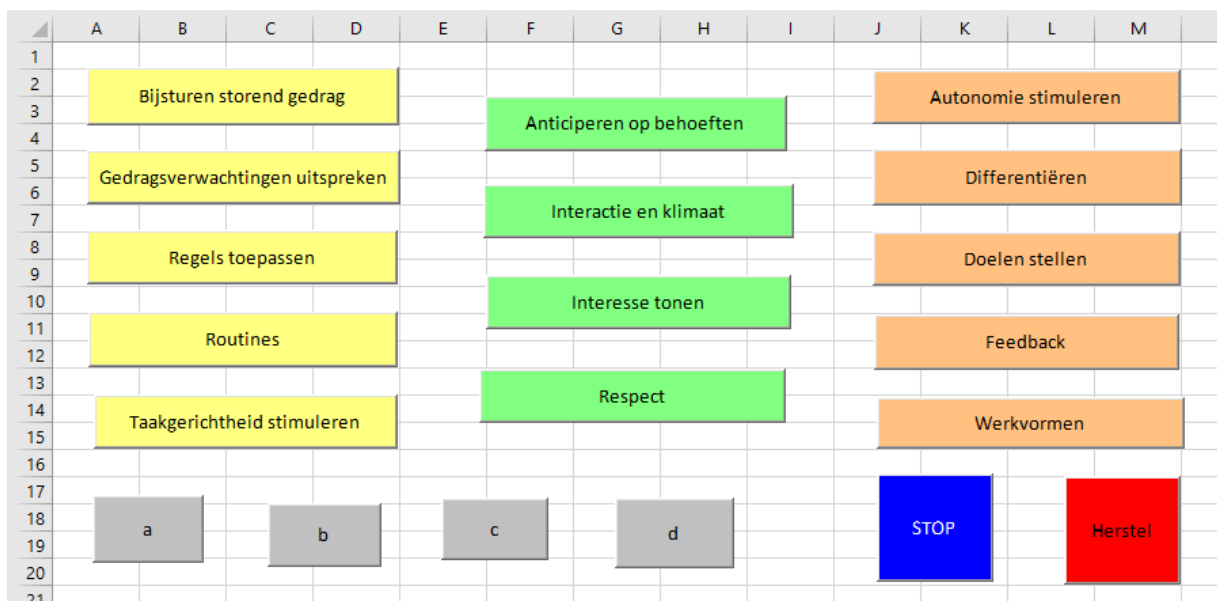 A B C D E F G H I J K L M
1
2
Bijsturen storend gedrag
Autonomie stimuleren
3
Anticiperen op behoeften
4
5
Gedragsverwachtingen uitspreken
Differentiëren
6
Interactie en klimaat
7
8
Regels toepassen
Doelen stellen
9
10
Interesse tonen
11
Routines
Feedback
12
13
Respect
14
Taakgerichtheid stimuleren
Werkvormen
15
16
17
18
a
b
c
d
STOP
Herstel
19
20
21